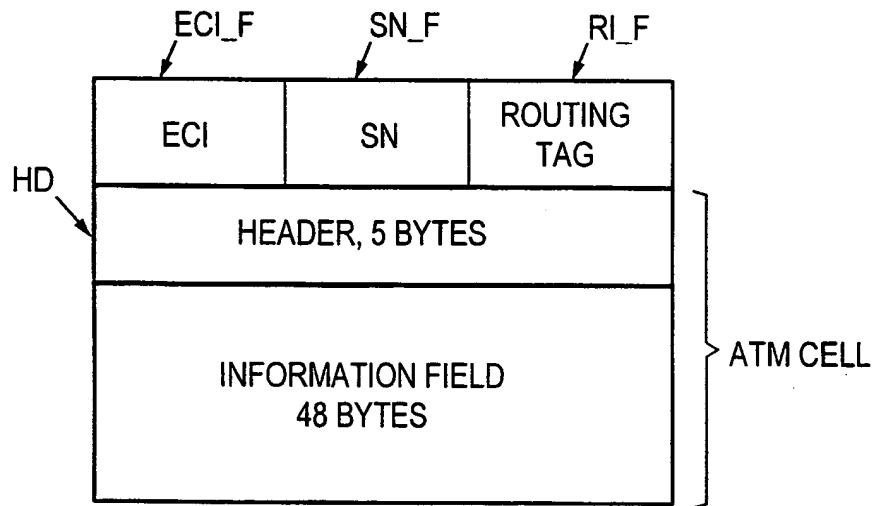 ECI_F
SN_F
RI_F
ECI
SN
ROUTING
TAG
HD
HEADER, 5 BYTES
ATM CELL
INFORMATION FIELD
48 BYTES